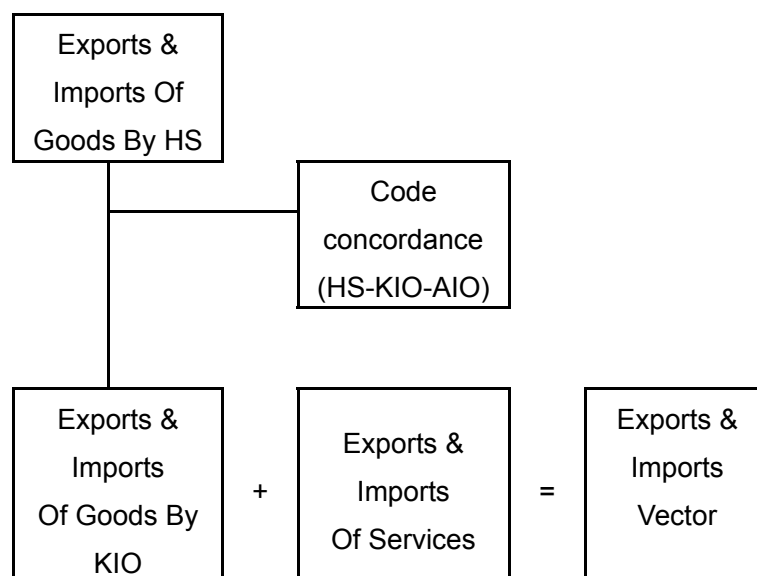 Exports &
Imports Of
Goods By HS
Code
concordance
(HS-KIO-AIO)
Exports &
Imports
Of Goods By
KIO
+
Exports &
Imports
Of Services
=
Exports &
Imports
Vector